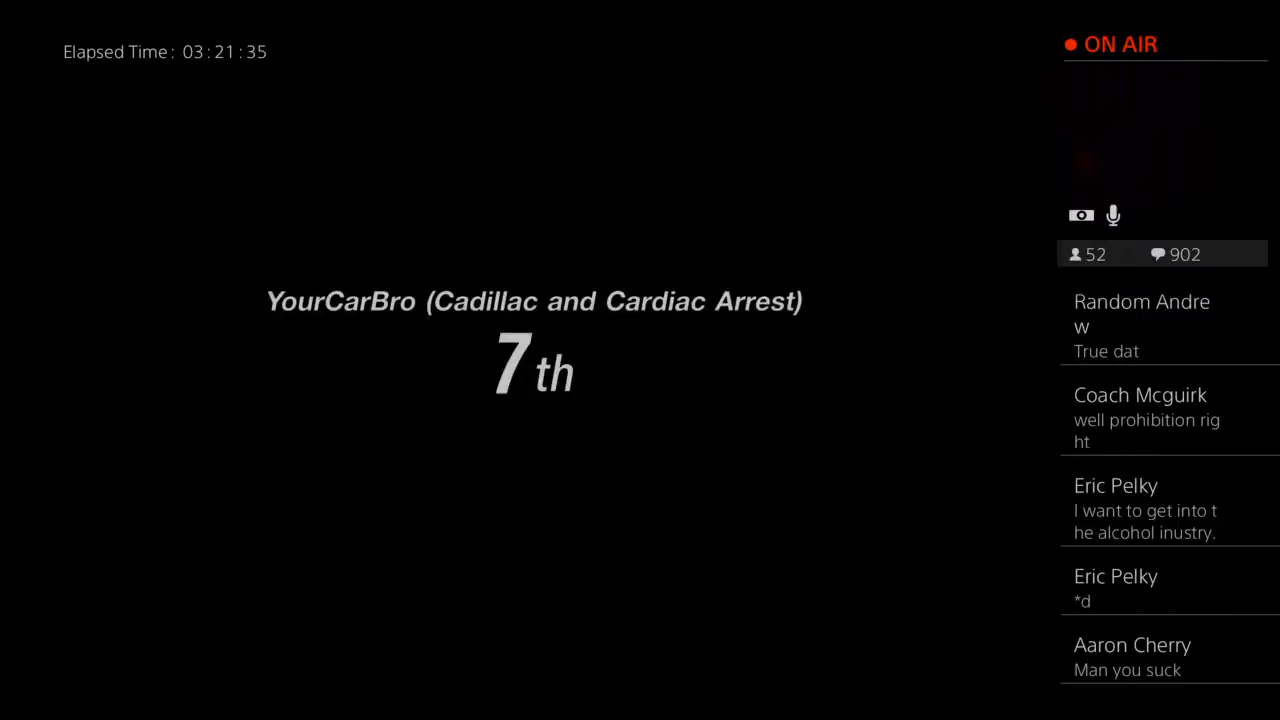 Elapsed Time: 03:21:35
ON AIR
52 902
YourCarBro (Cadillac and Cardiac Arrest)
7th
Random Andre
w
True dat
Coach Mcguirk
well prohibition rig
ht
Eric Pelky
I want to get into t
he alcohol inustry.
Eric Pelky
*d
Aaron Cherry
Man you suck